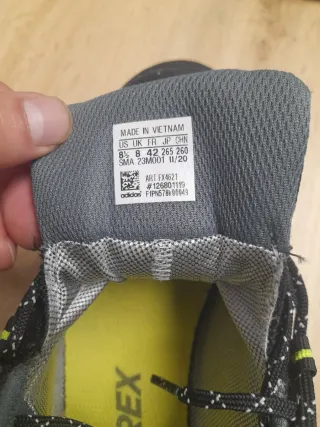 MADE IN VIETNAM
US UK FR JP CHN
8½ 8 42 265 260
SMA 23M001 11/20
ART FX4621
#126801119
adidas
REX